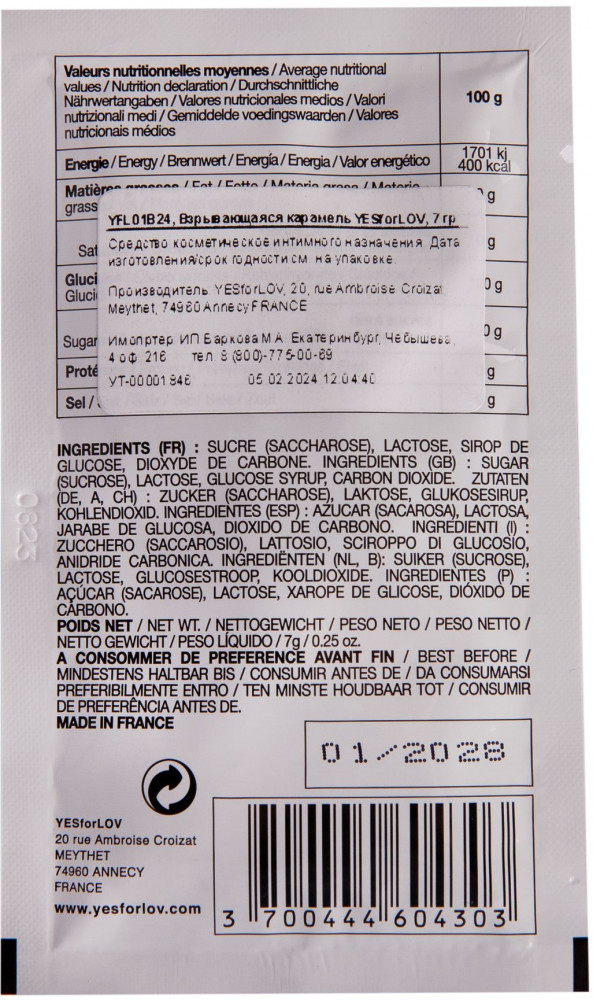 Valeurs nutritionnelles moyennes / Average nutritional
values / Nutrition declaration / Durchschnittliche
Nährwertangaben / Valores nutricionales medios / Valori
nutrizionali medi / Gemiddelde voedingswaarden / Valores
nutricionais médios
100 g
Energie / Energy / Brennwert / Energía / Energia / Valor energético
1701 kj
400 kcal
g
YFL01B24, Взрывающаяся карамель YESforLOV, 7 гр
Средство косметическое интимного назначения Дата
изготовления/срок годности см на упаковке
Производитель YESforLOV, 20, rue Ambroise Croizat
Meythet, 74960 Annecy FRANCE
Импортер ИП Баркова М А Екатеринбург, Чебышева,
4 оф 216 тел 8 (800)-775-00-69
УТ-00001946 05 02 2024 12:04:40
g
0 g
Sugar
0 g
g
Sel /
g
INGREDIENTS (FR) : SUCRE (SACCHAROSE), LACTOSE, SIROP DE
GLUCOSE, DIOXYDE DE CARBONE. INGREDIENTS (GB) : SUGAR
(SUCROSE), LACTOSE, GLUCOSE SYRUP, CARBON DIOXIDE. ZUTATEN
(DE, A, CH) : ZUCKER (SACCHAROSE), LAKTOSE, GLUKOSESIRUP,
KOHLENDIOXID. INGREDIENTES (ESP) : AZUCAR (SACAROSA), LACTOSA,
JARABE DE GLUCOSA, DIOXIDO DE CARBONO. INGREDIENTI (I) :
ZUCCHERO (SACCAROSIO), LATTOSIO, SCIROPPO DI GLUCOSIO,
ANIDRIDE CARBONICA. INGREDIËNTEN (NL, B): SUIKER (SUCROSE),
LACTOSE, GLUCOSESTROOP, KOOLDIOXIDE. INGREDIENTES (P) :
AÇÚCAR (SACAROSE), LACTOSE, XAROPE DE GLICOSE, DIÓXIDO DE
CARBONO.
POIDS NET / NET WT. / NETTOGEWICHT / PESO NETO / PESO NETTO /
NETTO GEWICHT / PESO LÍQUIDO / 7g / 0.25 oz.
A CONSOMMER DE PREFERENCE AVANT FIN / BEST BEFORE /
MINDESTENS HALTBAR BIS / CONSUMIR ANTES DE / DA CONSUMARSI
PREFERIBILMENTE ENTRO / TEN MINSTE HOUDBAAR TOT / CONSUMIR
DE PREFERÊNCIA ANTES DE.
MADE IN FRANCE
0623
01/2028
YESforLOV
20 rue Ambroise Croizat
MEYTHET
74960 ANNECY
FRANCE
www.yesforlov.com
3 700444 604303